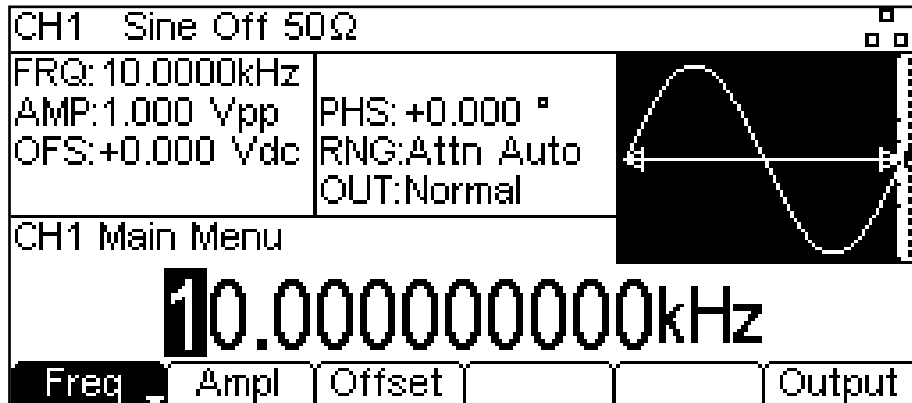 CH1 Sine Off 50Ω
FRQ:10.0000kHz
AMP:1.000 Vpp
OFS:+0.000 Vdc
PHS:+0.000 °
RNG:Attn Auto
OUT:Normal
CH1 Main Menu
10.000000000kHz
Freq Ampl Offset Output